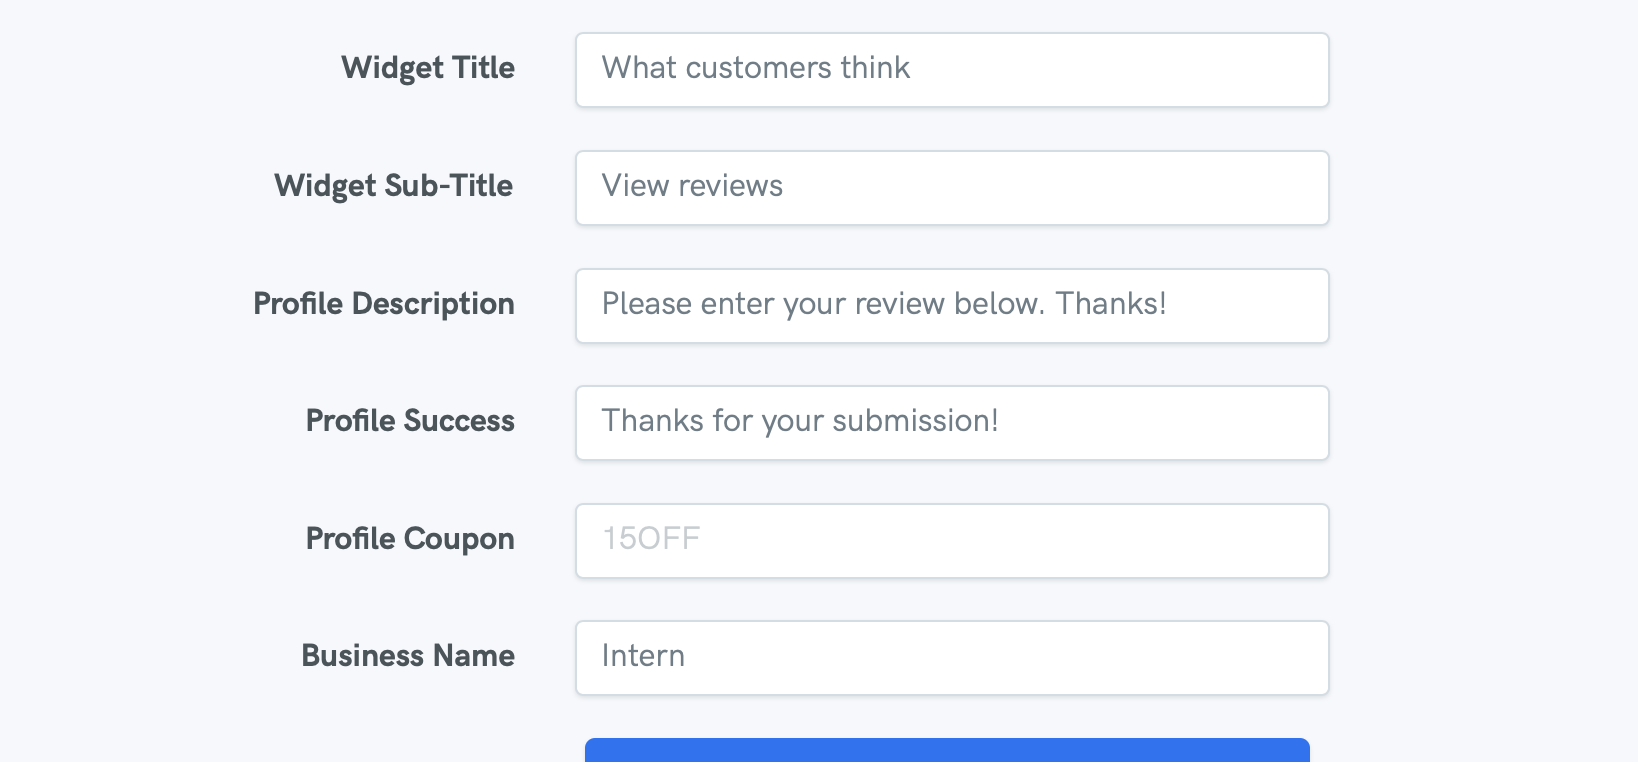 Widget Title
What customers think
Widget Sub-Title
View reviews
Profile Description
Please enter your review below. Thanks!
Profile Success
Thanks for your submission!
Profile Coupon
15OFF
Business Name
Intern